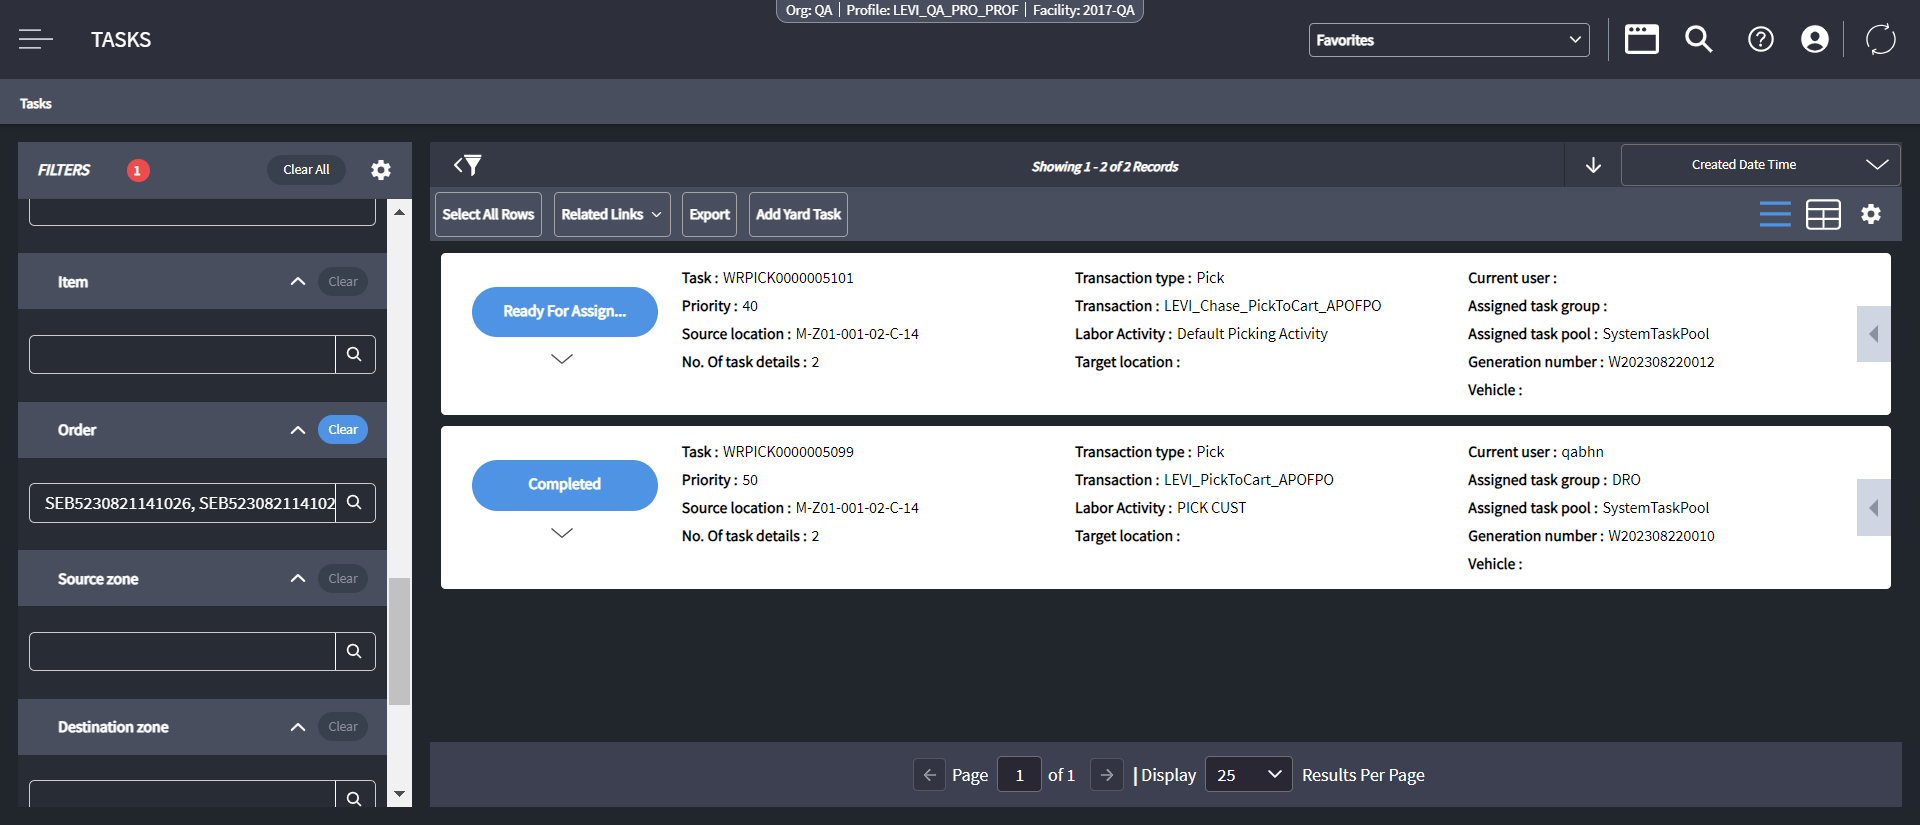 Org: QA | Profile: LEVI_QA_PRO_PROF | Facility: 2017-QA
TASKS
Favorites
Tasks
FILTERS
1
Clear All
Showing 1 - 2 of 2 Records
Created Date Time
Select All Rows
Related Links
Export
Add Yard Task
Item
Clear
Order
Clear
SEB5230821141026, SEB523082114102
Source zone
Clear
Destination zone
Clear
Ready For Assign...
Task : WRPICK0000005101
Priority : 40
Source location : M-Z01-001-02-C-14
No. Of task details : 2
Transaction type : Pick
Transaction : LEVI_Chase_PickToCart_APOFPO
Labor Activity : Default Picking Activity
Target location :
Current user :
Assigned task group :
Assigned task pool : SystemTaskPool
Generation number : W202308220012
Vehicle :
Completed
Task : WRPICK0000005099
Priority : 50
Source location : M-Z01-001-02-C-14
No. Of task details : 2
Transaction type : Pick
Transaction : LEVI_PickToCart_APOFPO
Labor Activity : PICK CUST
Target location :
Current user : qabhn
Assigned task group : DRO
Assigned task pool : SystemTaskPool
Generation number : W202308220010
Vehicle :
Page 1 of 1 | Display 25 Results Per Page